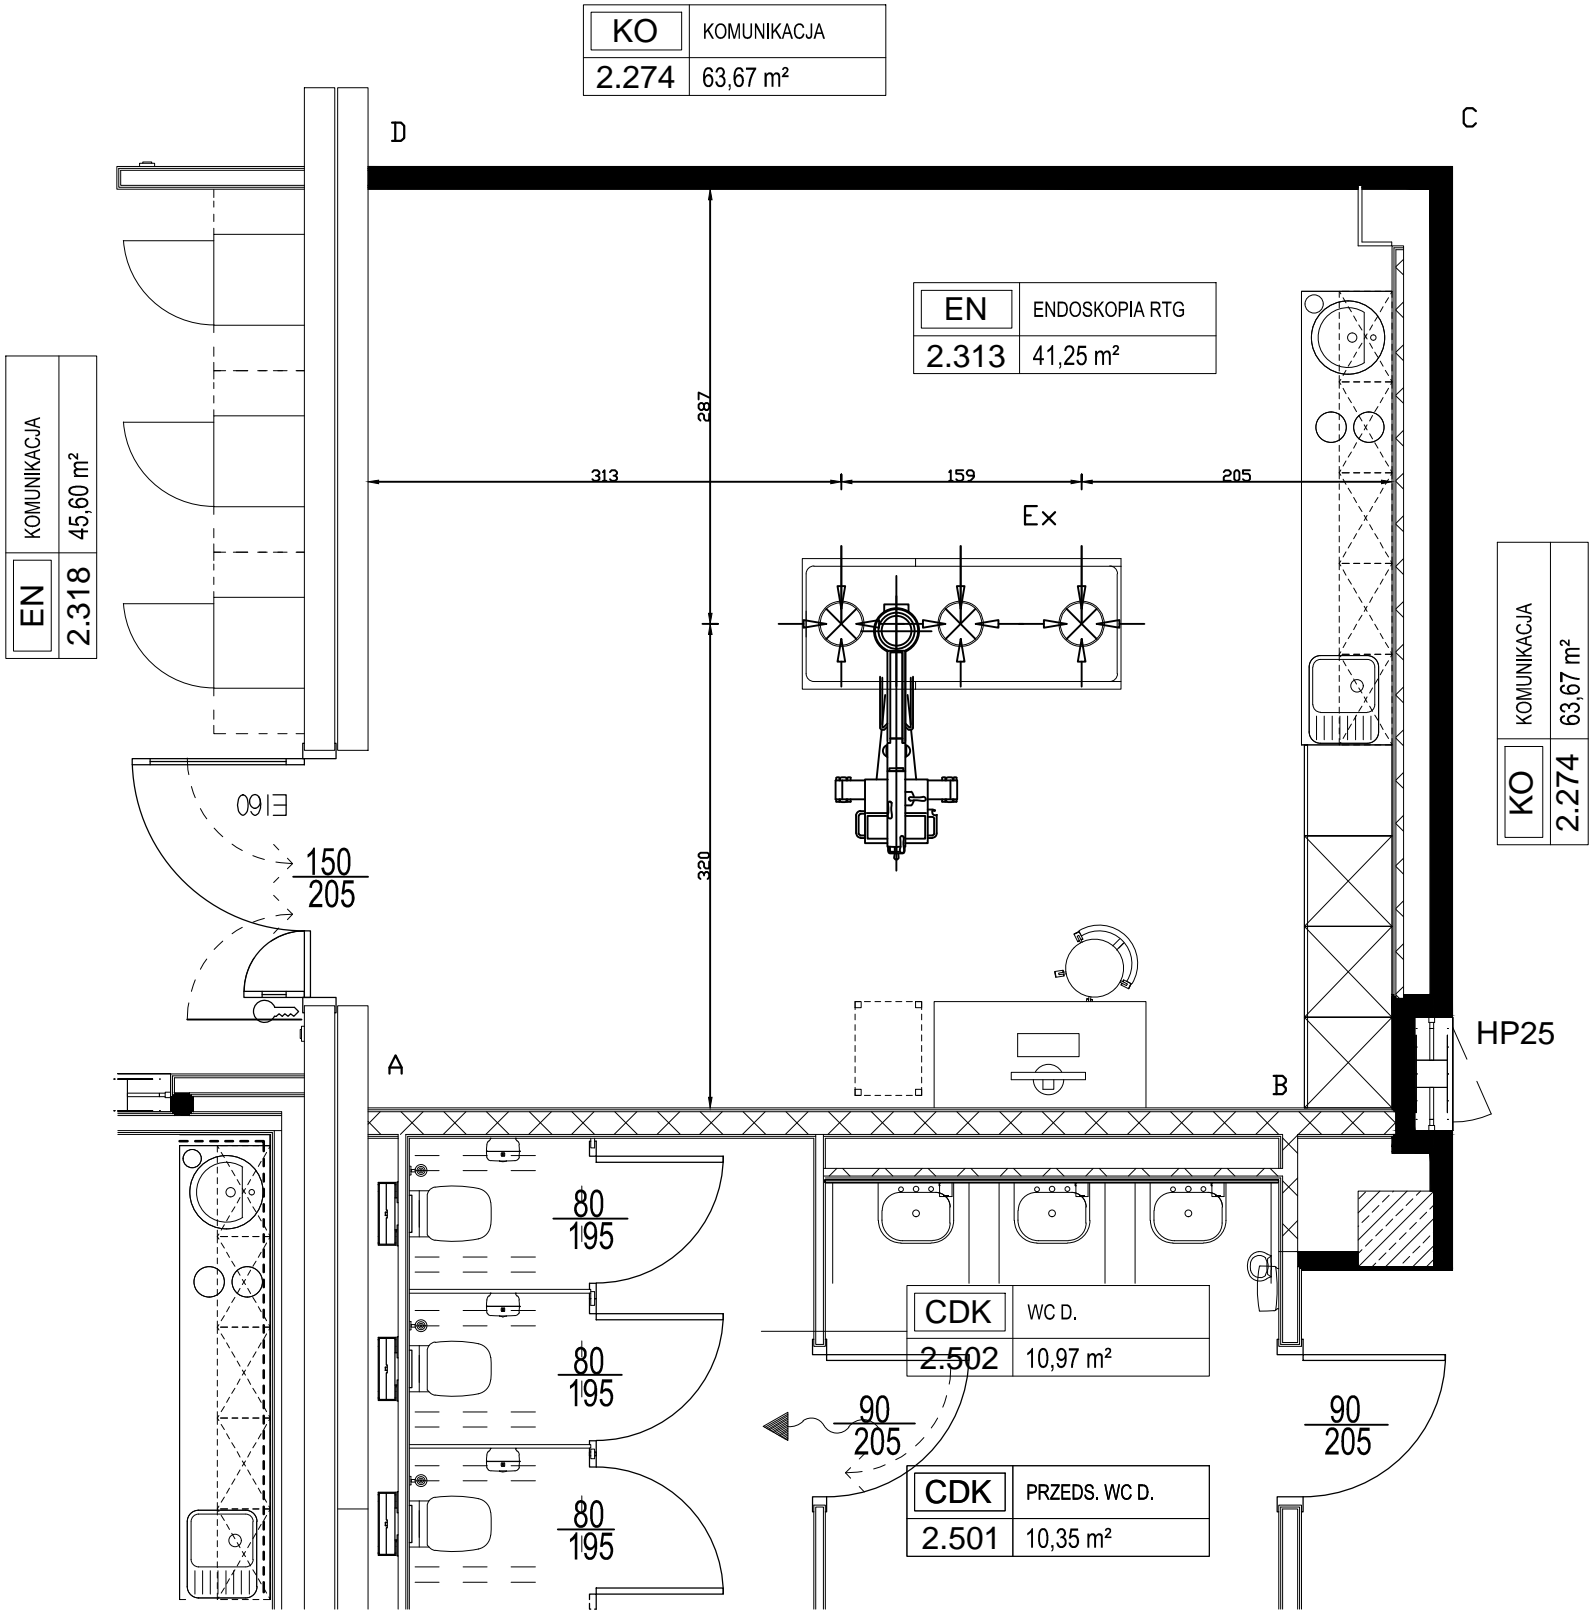 KO KOMUNIKACJA
2.274 63,67 m²
D
C
EN ENDOSKOPIA RTG
2.313 41,25 m²
287
313
159
205
Ex
EN KOMUNIKACJA
2.318 45,60 m²
KO KOMUNIKACJA
2.274 63,67 m²
EI60
150
205
320
HP25
A
B
80
195
CDK WC D.
2.502 10,97 m²
80
195
90
205
90
205
CDK PRZEDS. WC D.
2.501 10,35 m²
80
195